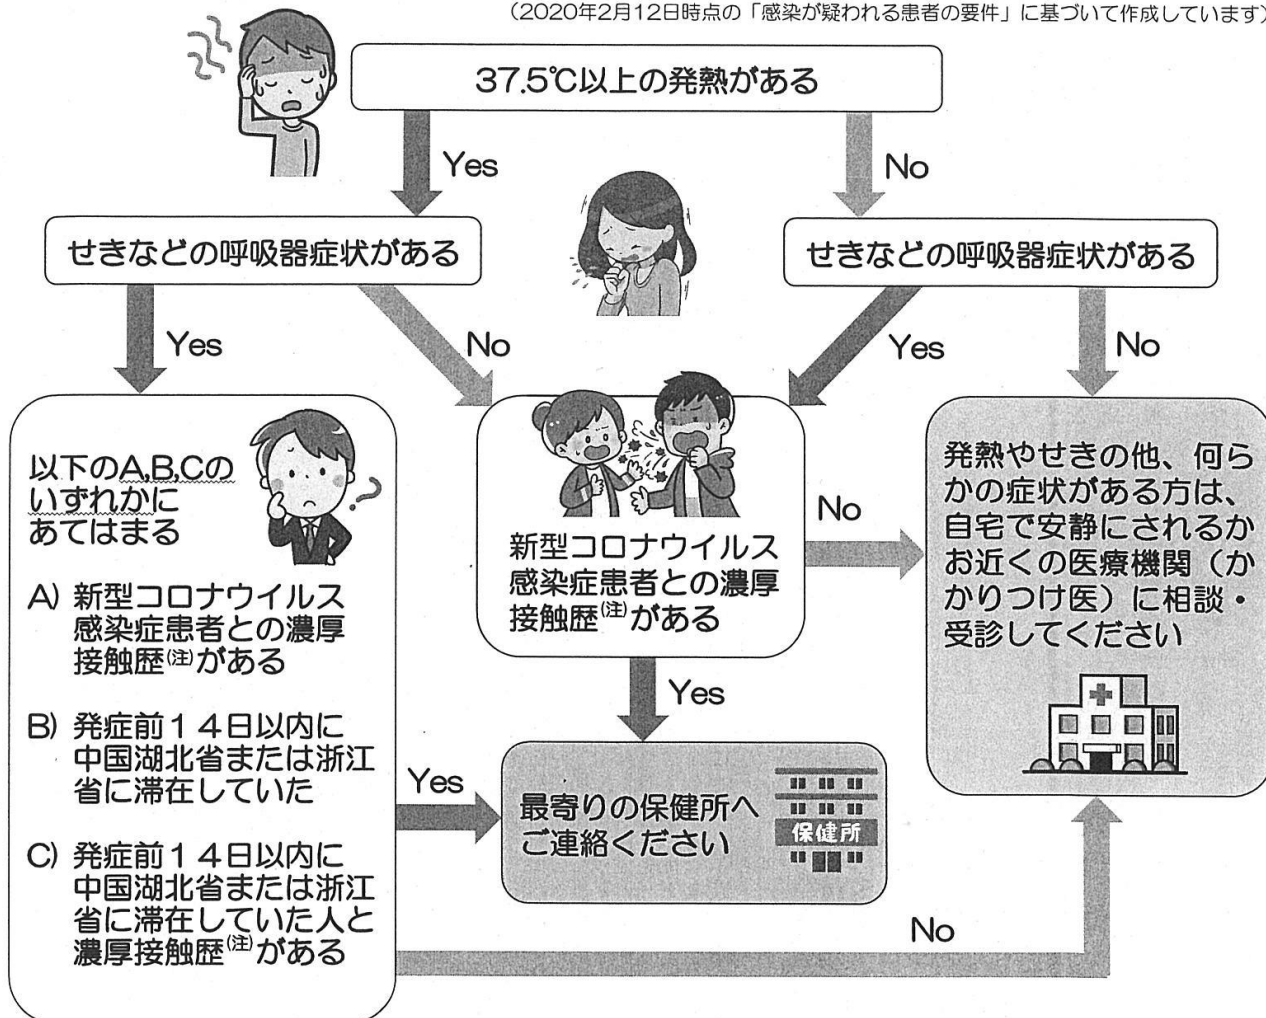 （2020年2月12日時点の「感染が疑われる患者の要件」に基づいて作成しています）
37.5℃以上の発熱がある
Yes
No
せきなどの呼吸器症状がある
せきなどの呼吸器症状がある
Yes
No
Yes
No
以下のA,B,Cの
いずれかに
あてはまる
A) 新型コロナウイルス
感染症患者との濃厚
接触歴(注)がある
B) 発症前１４日以内に
中国湖北省または浙江
省に滞在していた
C) 発症前１４日以内に
中国湖北省または浙江
省に滞在していた人と
濃厚接触歴(注)がある
新型コロナウイルス
感染症患者との濃厚
接触歴(注)がある
No
Yes
発熱やせきの他、何ら
かの症状がある方は、
自宅で安静にされるか
お近くの医療機関（か
かりつけ医）に相談・
受診してください
Yes
最寄りの保健所へ
ご連絡ください
保健所
No